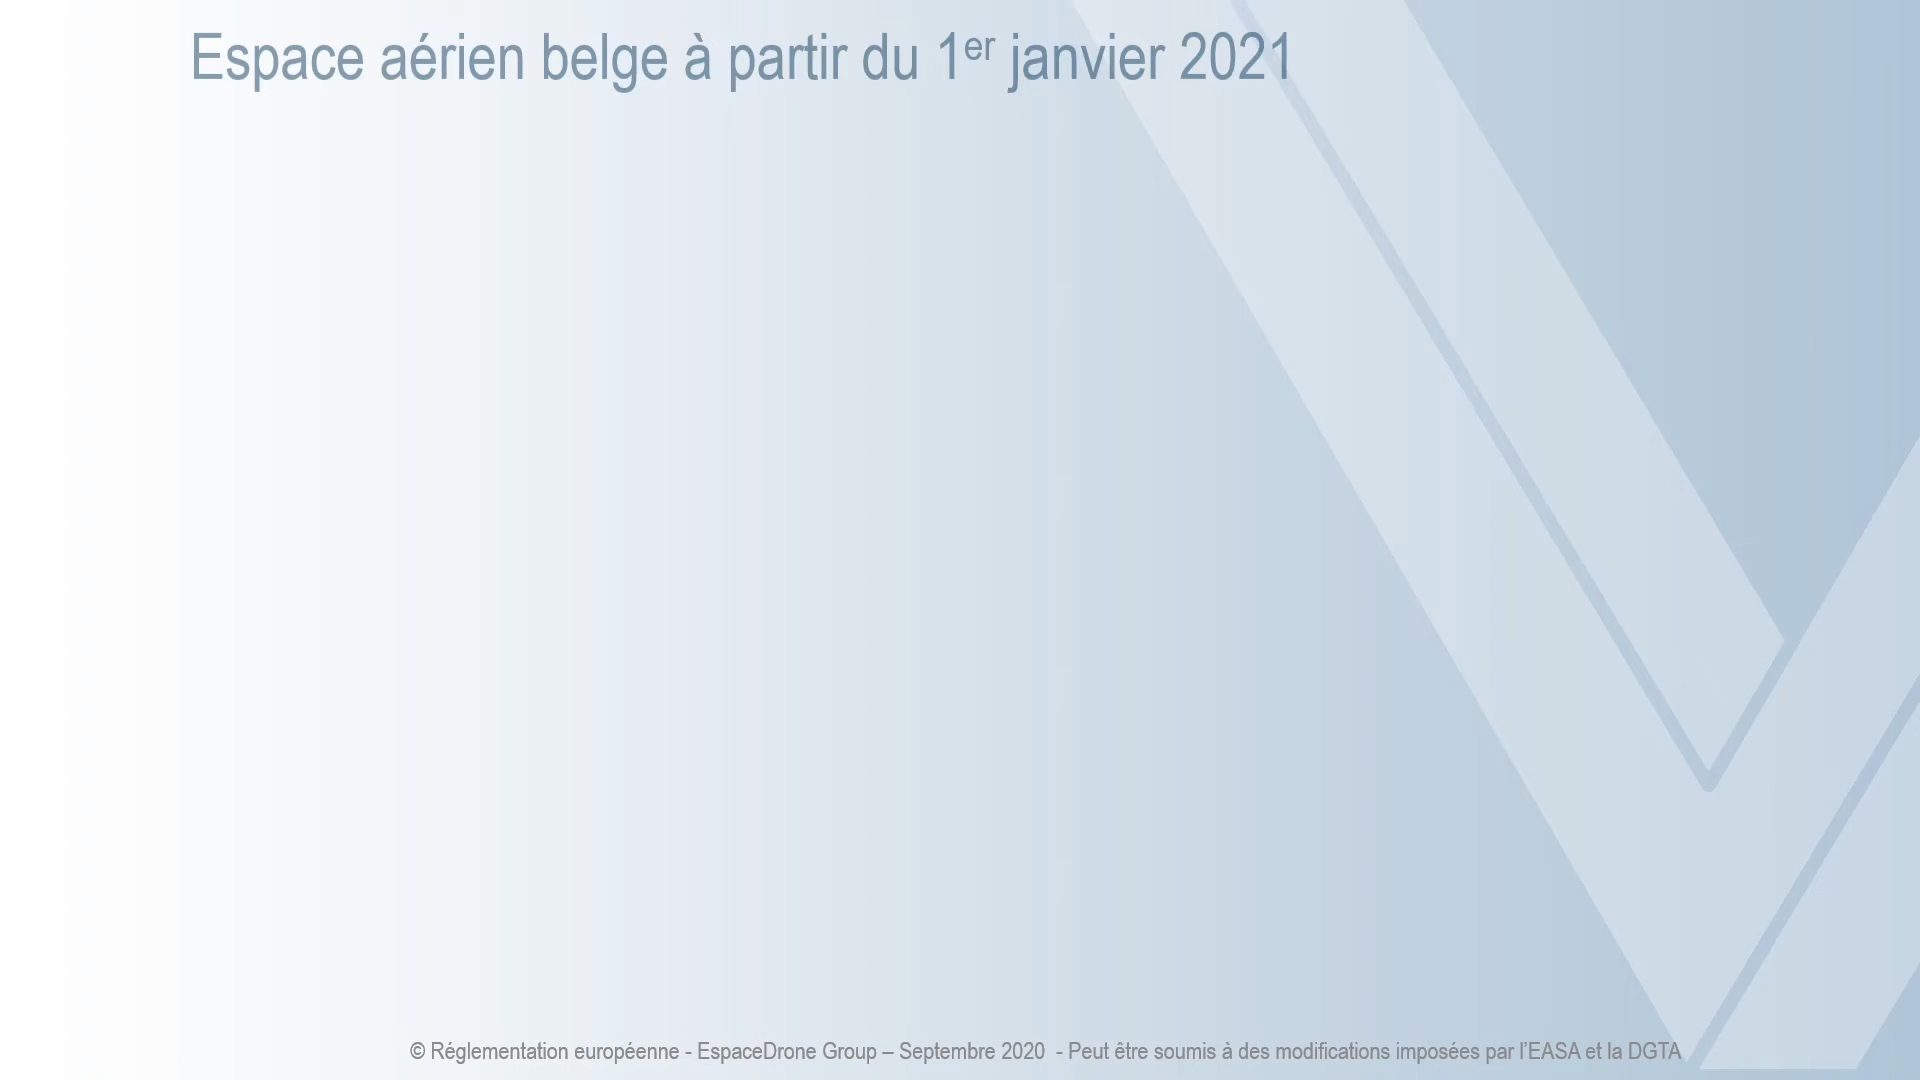 Espace aérien belge à partir du 1er janvier 2021
© Réglementation européenne - EspaceDrone Group – Septembre 2020 - Peut être soumis à des modifications imposées par l’EASA et la DGTA